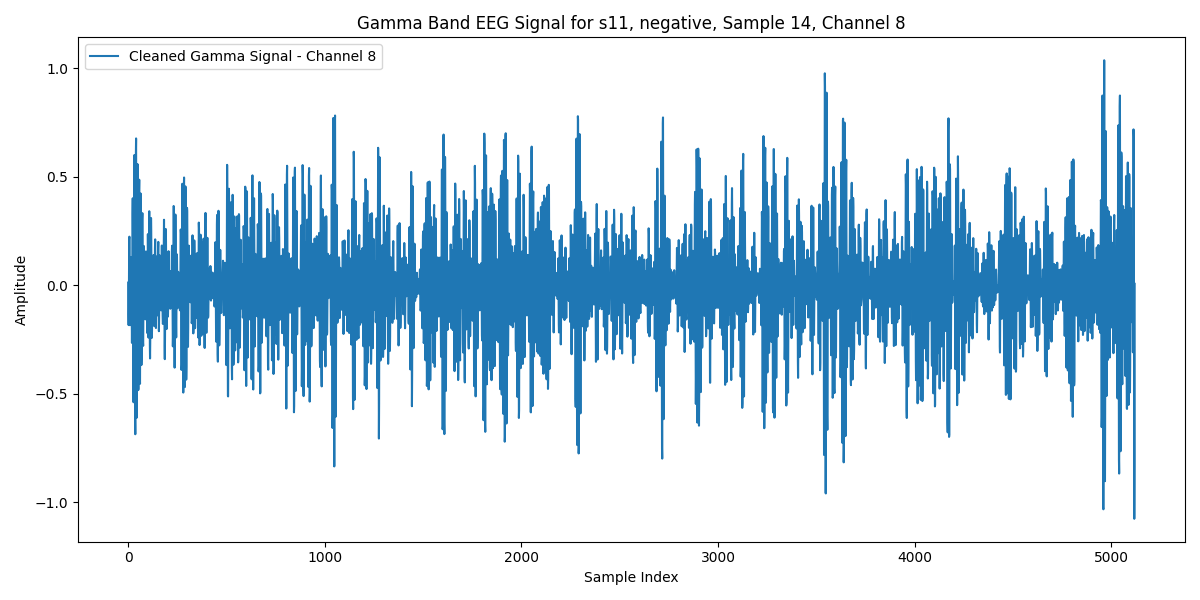 Gamma Band EEG Signal for s11, negative, Sample 14, Channel 8
Cleaned Gamma Signal - Channel 8
1.0
0.5
0.0
−0.5
−1.0
Amplitude
0 1000 2000 3000 4000 5000
Sample Index